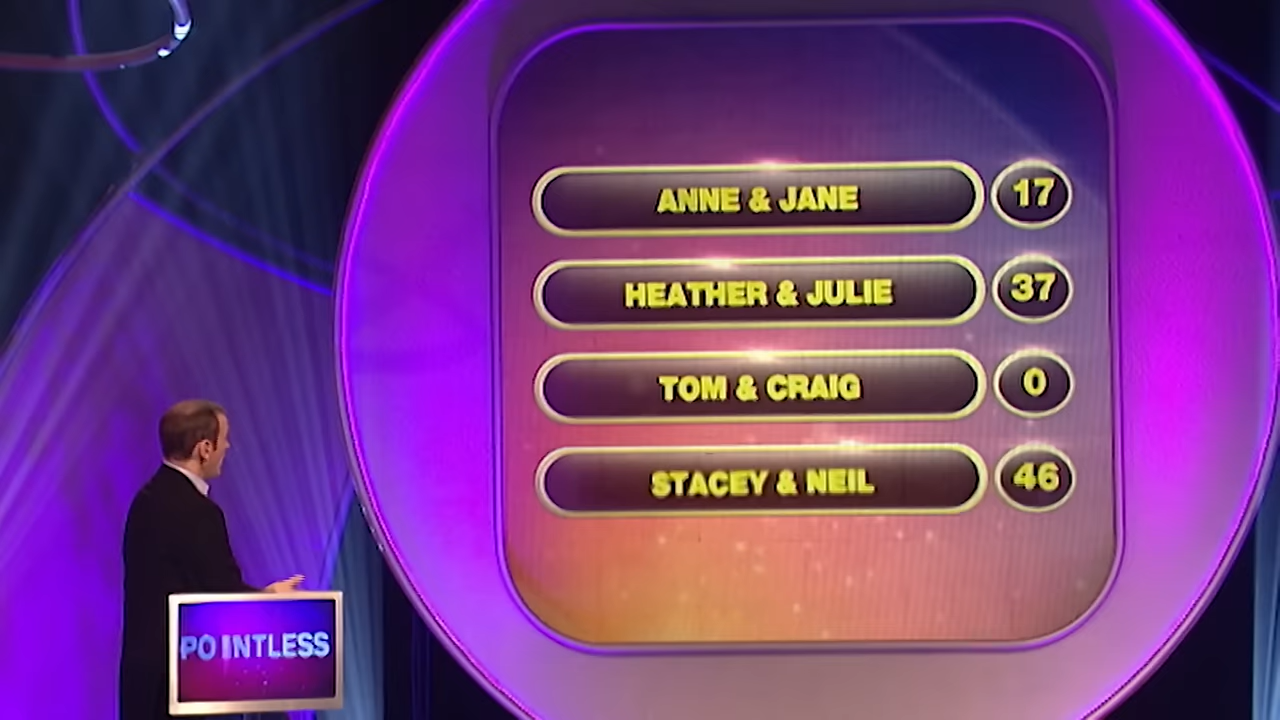 ANNE & JANE 17
HEATHER & JULIE 37
TOM & CRAIG 0
STACEY & NEIL 46
POINTLESS